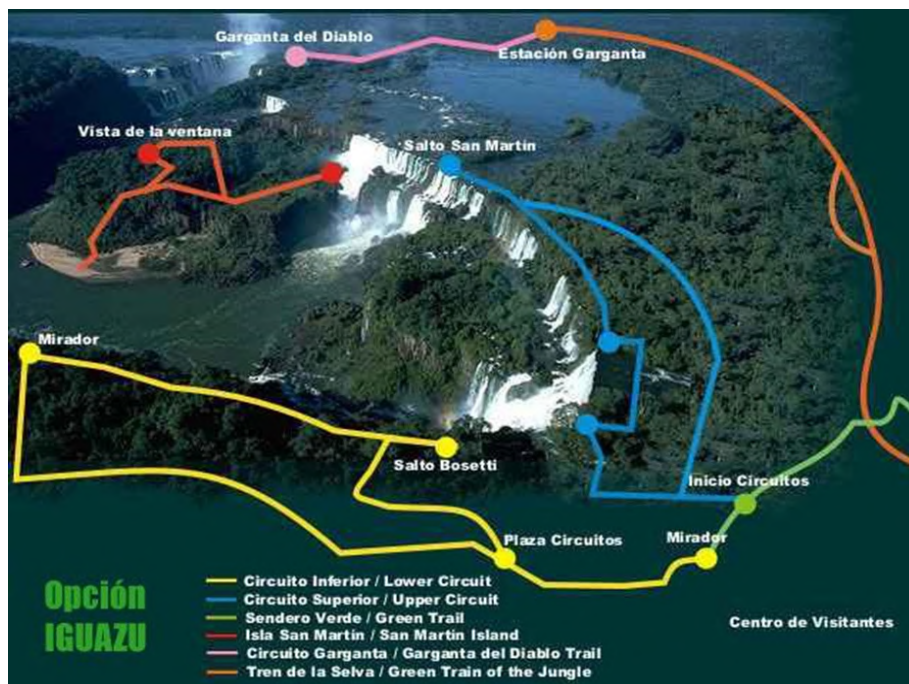 Garganta del Diablo
Estación Garganta
Vista de la ventana
Salto San Martín
Mirador
Salto Bosetti
Inicio Circuitos
Plaza Circuitos
Mirador
Opción
IGUAZU
Circuito Inferior / Lower Circuit
Circuito Superior / Upper Circuit
Sendero Verde / Green Trail
Isla San Martín / San Martín Island
Circuito Garganta / Garganta del Diablo Trail
Tren de la Selva / Green Train of the Jungle
Centro de Visitantes